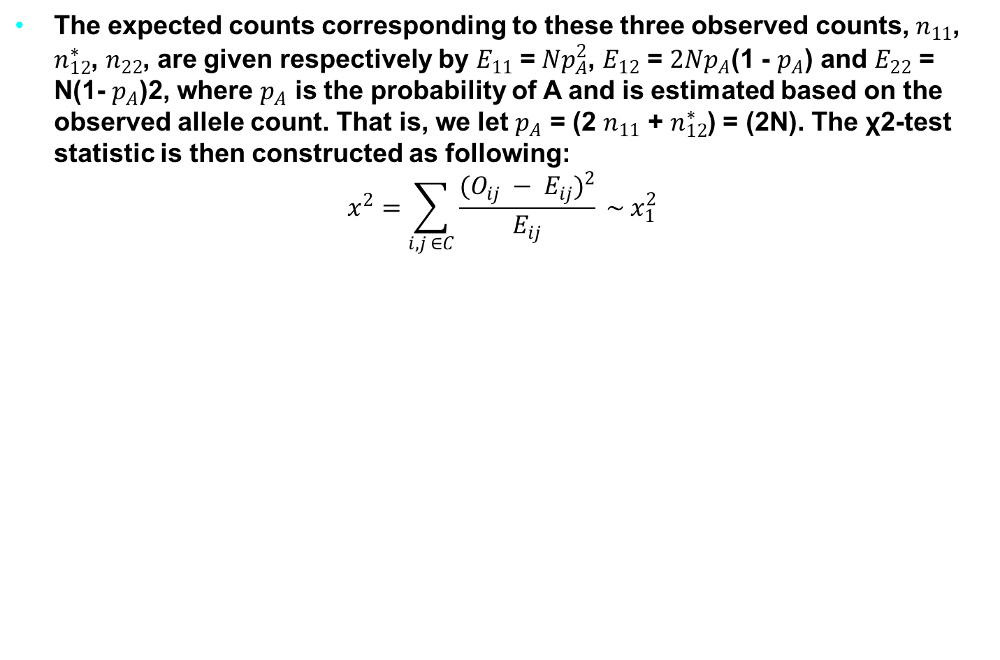 • The expected counts corresponding to these three observed counts, $n_{11}$,
$n_{12}^{*}$, $n_{22}$, are given respectively by $E_{11}$ = $Np_A^2$, $E_{12}$ = $2Np_A$(1 - $p_A$) and $E_{22}$ =
N(1- $p_A$)2, where $p_A$ is the probability of A and is estimated based on the
observed allele count. That is, we let $p_A$ = (2 $n_{11}$ + $n_{12}^{*}$) = (2N). The χ2-test
statistic is then constructed as following:
$x^2 = \sum_{i,j \in C} \frac{(O_{ij} - E_{ij})^2}{E_{ij}} \sim x_1^2$